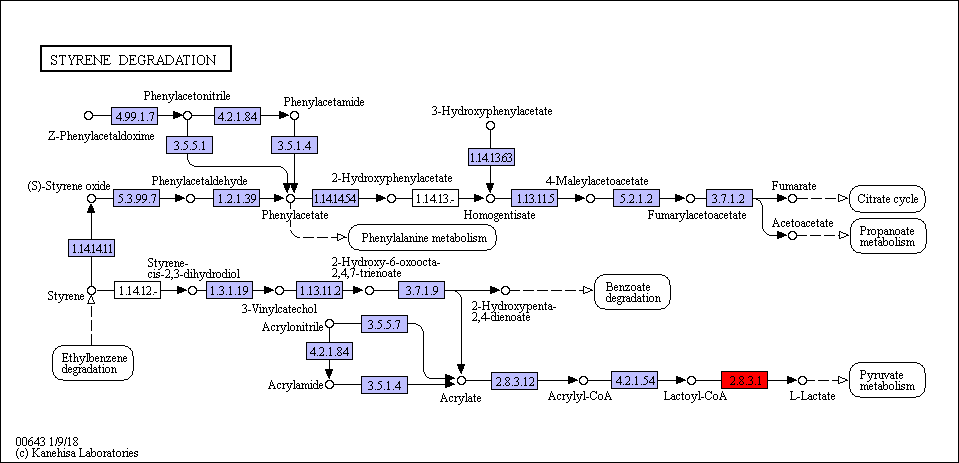 STYRENE DEGRADATION
Phenylacetonitrile
Phenylacetamide
4.99.1.7
4.2.1.84
3-Hydroxyphenylacetate
Z-Phenylacetaldoxime
3.5.5.1
3.5.1.4
1.14.13.63
(S)-Styrene oxide
Phenylacetaldehyde
2-Hydroxyphenylacetate
4-Maleylacetoacetate
Fumarate
5.3.99.7
1.2.1.39
1.14.14.54
1.14.13.-
1.13.11.5
5.2.1.2
3.7.1.2
Citrate cycle
Phenylacetate
Homogentisate
Fumarylacetoacetate
Acetoacetate
Phenylalanine metabolism
Propanoate
metabolism
1.14.14.11
Styrene-
cis-2,3-dihydrodiol
2-Hydroxy-6-oxoocta-
2,4,7-trienoate
Styrene
1.14.12.-
1.3.1.19
1.13.11.2
3.7.1.9
Benzoate
degradation
3-Vinylcatechol
2-Hydroxypenta-
2,4-dienoate
Acrylonitrile
3.5.5.7
Ethylbenzene
degradation
4.2.1.84
Acrylamide
3.5.1.4
2.8.3.12
4.2.1.54
2.8.3.1
Pyruvate
metabolism
Acrylate
Acrylyl-CoA
Lactoyl-CoA
L-Lactate
00643 1/9/18
(c) Kanehisa Laboratories